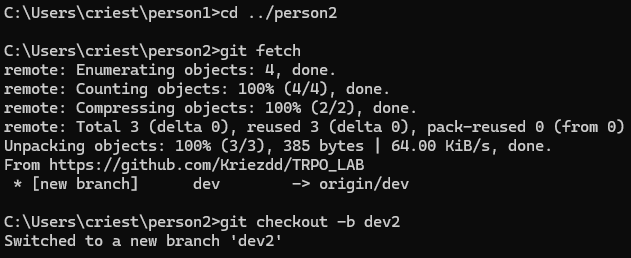 C:\Users\criest\person1>cd ../person2
C:\Users\criest\person2>git fetch
remote: Enumerating objects: 4, done.
remote: Counting objects: 100% (4/4), done.
remote: Compressing objects: 100% (2/2), done.
remote: Total 3 (delta 0), reused 3 (delta 0), pack-reused 0 (from 0)
Unpacking objects: 100% (3/3), 385 bytes | 64.00 KiB/s, done.
From https://github.com/Kriezdd/TRPO_LAB
 * [new branch]      dev        -> origin/dev
C:\Users\criest\person2>git checkout -b dev2
Switched to a new branch 'dev2'